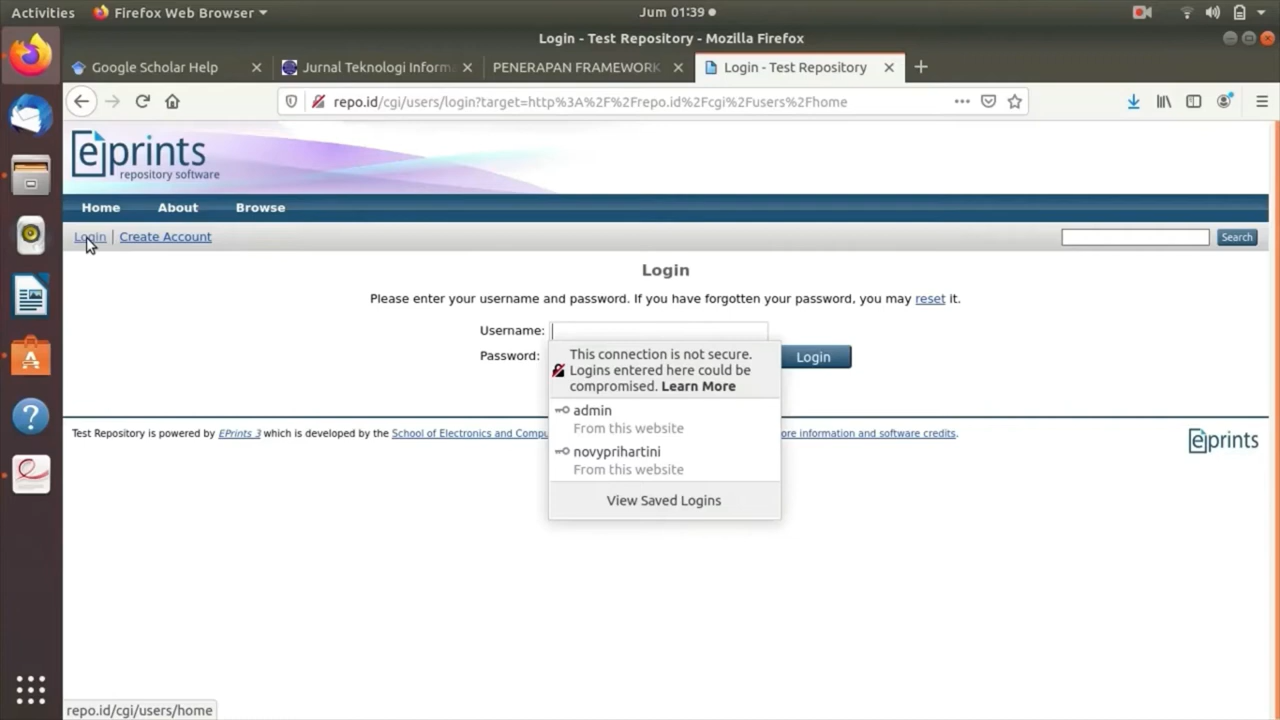 Activities
Firefox Web Browser
Jum 01:39
Login - Test Repository - Mozilla Firefox
Google Scholar Help
Jurnal Teknologi Inform
PENERAPAN FRAMEWORK
Login - Test Repository
repo.id/cgi/users/login?target=http%3A%2F%2Frepo.id%2Fcgi%2Fusers%2Fhome
eprints
repository software
Home About Browse
Login | Create Account
Search
Login
Please enter your username and password. If you have forgotten your password, you may reset it.
Username:
Password:
Login
This connection is not secure.
Logins entered here could be
compromised. Learn More
admin
From this website
novyprihartini
From this website
View Saved Logins
Test Repository is powered by EPrints 3 which is developed by the School of Electronics and Compu
ore information and software credits.
eprints
repo.id/cgi/users/home